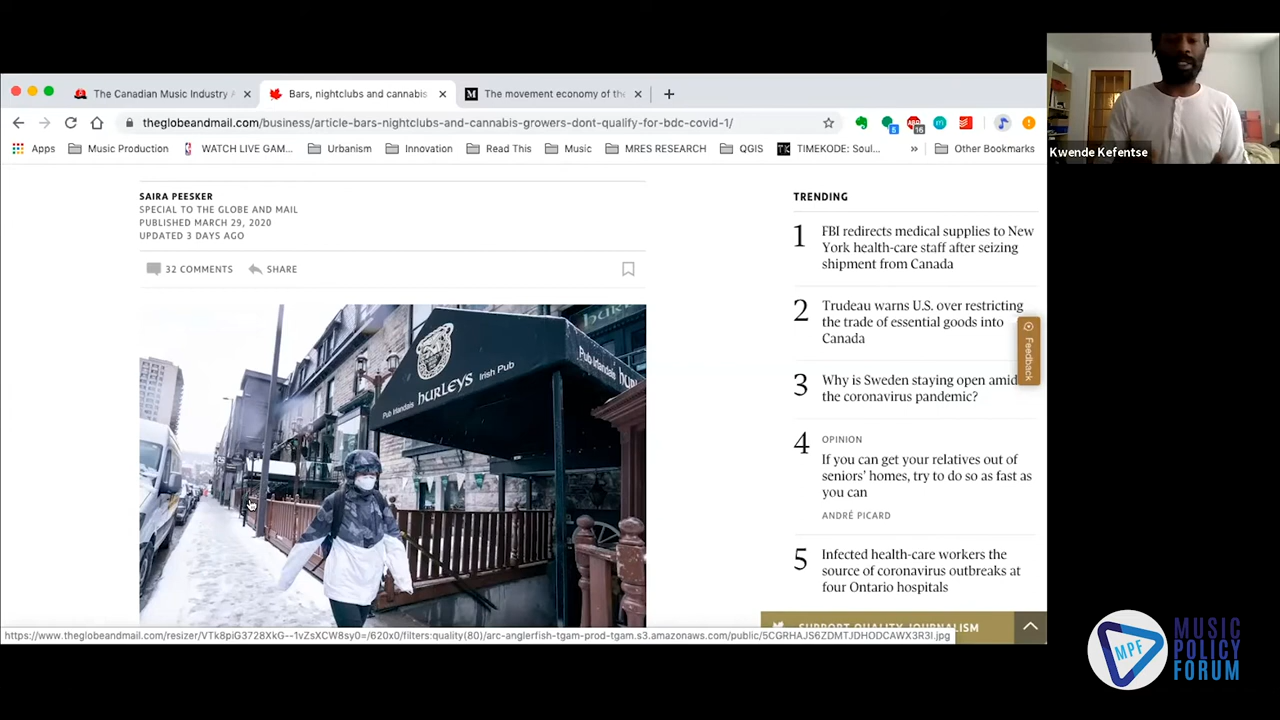 The Canadian Music Industry A
Bars, nightclubs and cannabis
The movement economy of the
theglobeandmail.com/business/article-bars-nightclubs-and-cannabis-growers-dont-qualify-for-bdc-covid-1/
5
16
Apps
Music Production
WATCH LIVE GAM...
Urbanism
Innovation
Read This
Music
MRES RESEARCH
QGIS
TIMEKODE: Soul...
»
Other Bookmarks
Kwende Kefentse
SAIRA PEESKER
SPECIAL TO THE GLOBE AND MAIL
PUBLISHED MARCH 29, 2020
UPDATED 3 DAYS AGO
32 COMMENTS
SHARE
HURLEYS
Pub Irlandais
Irish Pub
Pub Irlandais
TRENDING
1
FBI redirects medical supplies to New
York health-care staff after seizing
shipment from Canada
2
Trudeau warns U.S. over restricting
the trade of essential goods into
Canada
3
Why is Sweden staying open amid
the coronavirus pandemic?
4
OPINION
If you can get your relatives out of
seniors' homes, try to do so as fast as
you can
ANDRÉ PICARD
5
Infected health-care workers the
source of coronavirus outbreaks at
four Ontario hospitals
Feedback
SUPPORT QUALITY JOURNALISM
MPF
MUSIC
POLICY
FORUM